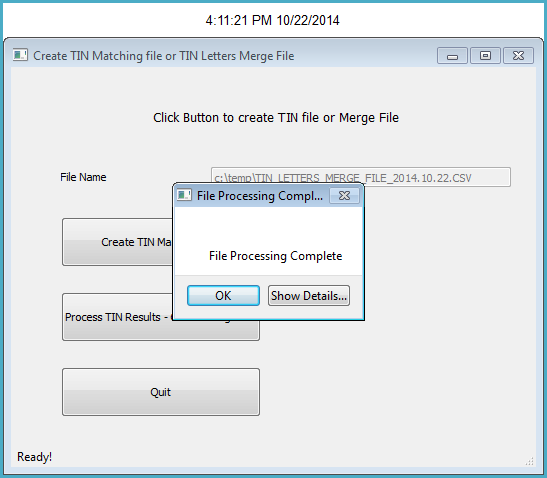 4:11:21 PM 10/22/2014
Create TIN Matching file or TIN Letters Merge File
Click Button to create TIN file or Merge File
File Name
c:\temp\TIN_LETTERS_MERGE_FILE_2014.10.22.CSV
File Processing Compl...
Create TIN Ma
File Processing Complete
OK
Show Details...
Process TIN Results -
Quit
Ready!